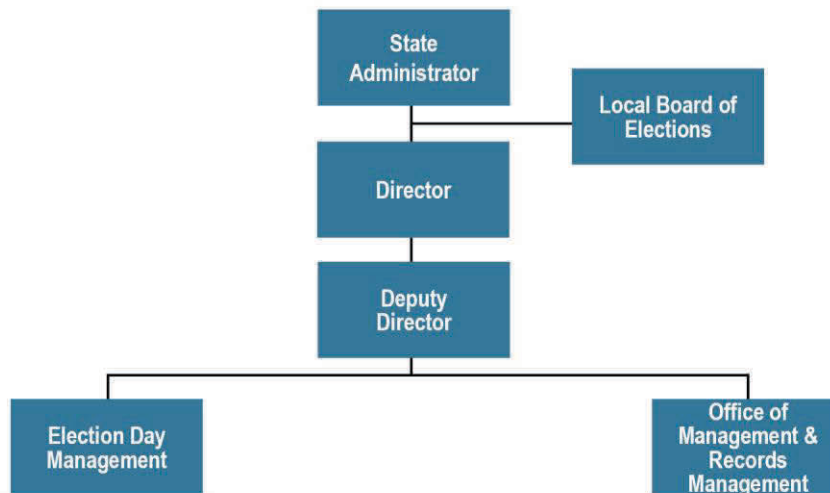 State
Administrator
Local Board of
Elections
Director
Deputy
Director
Election Day
Management
Office of
Management &
Records
Management